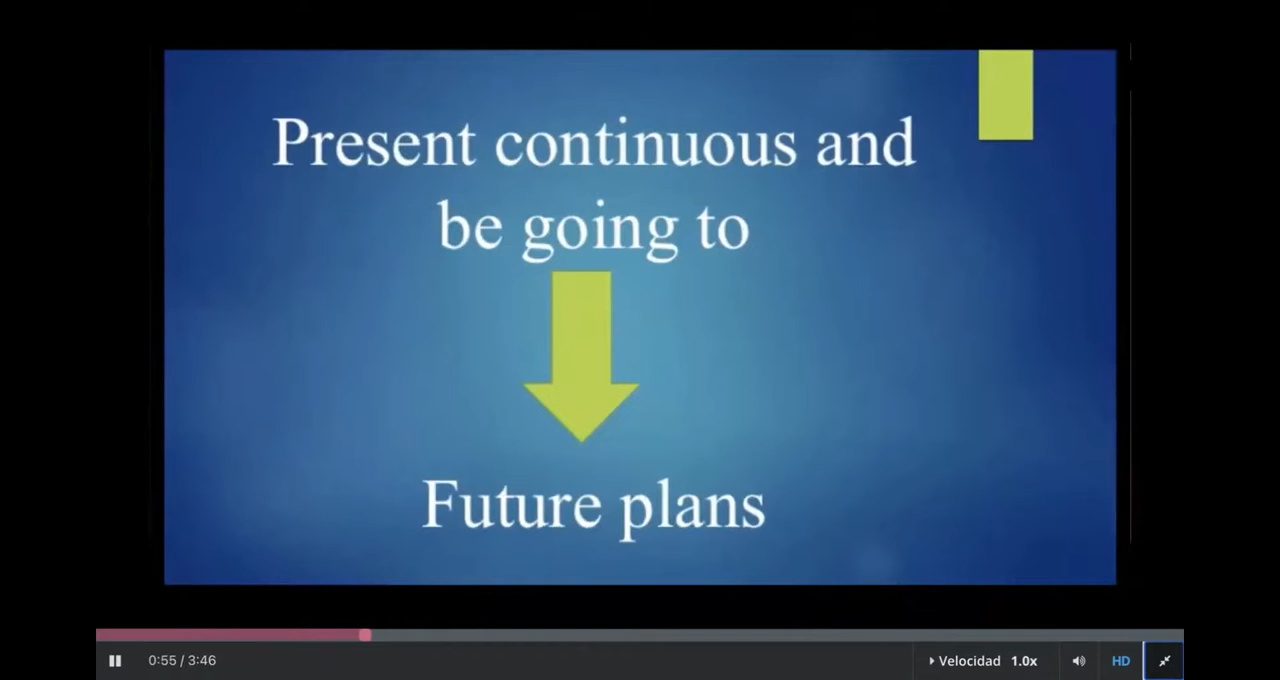 Present continuous and
be going to
Future plans
0:55 / 3:46
Velocidad 1.0x
HD